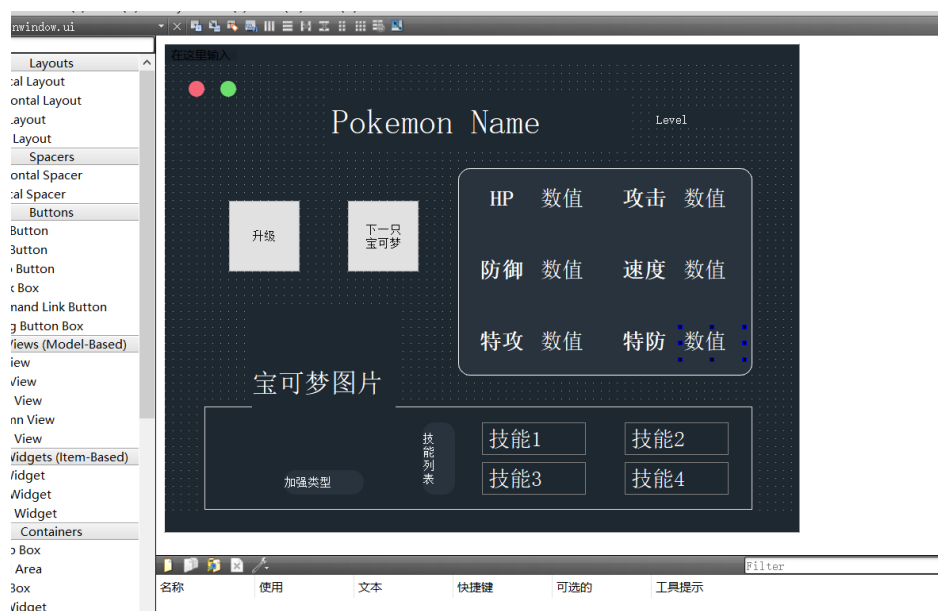 nwindow.ui
在这里输入
Layouts
cal Layout
ontal Layout
Layout
Layout
Spacers
ontal Spacer
cal Spacer
Buttons
Button
Button
Button
Box
mand Link Button
g Button Box
Views (Model-Based)
iew
View
View
mn View
View
Widgets (Item-Based)
Widget
Widget
Widget
Containers
Box
Area
Box
Widget
Pokemon Name
Level
升级
下一只
宝可梦
HP 数值 攻击 数值
防御 数值 速度 数值
特攻 数值 特防 数值
宝可梦图片
加强类型
技能列表
技能1 技能2
技能3 技能4
Filter
名称 使用 文本 快捷键 可选的 工具提示